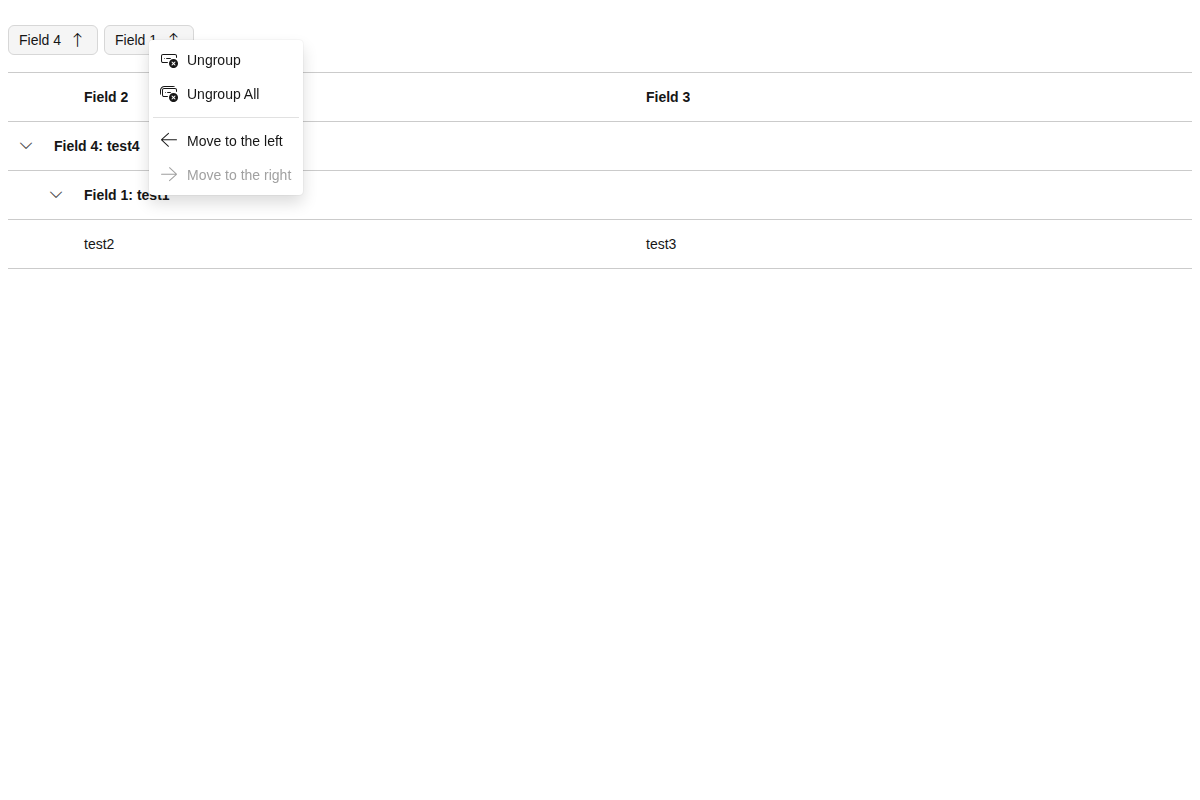 Field 4 Field 1
Ungroup
Ungroup All
Field 2 Field 3
Move to the left
Field 4: test4
Move to the right
Field 1: test1
test2 test3